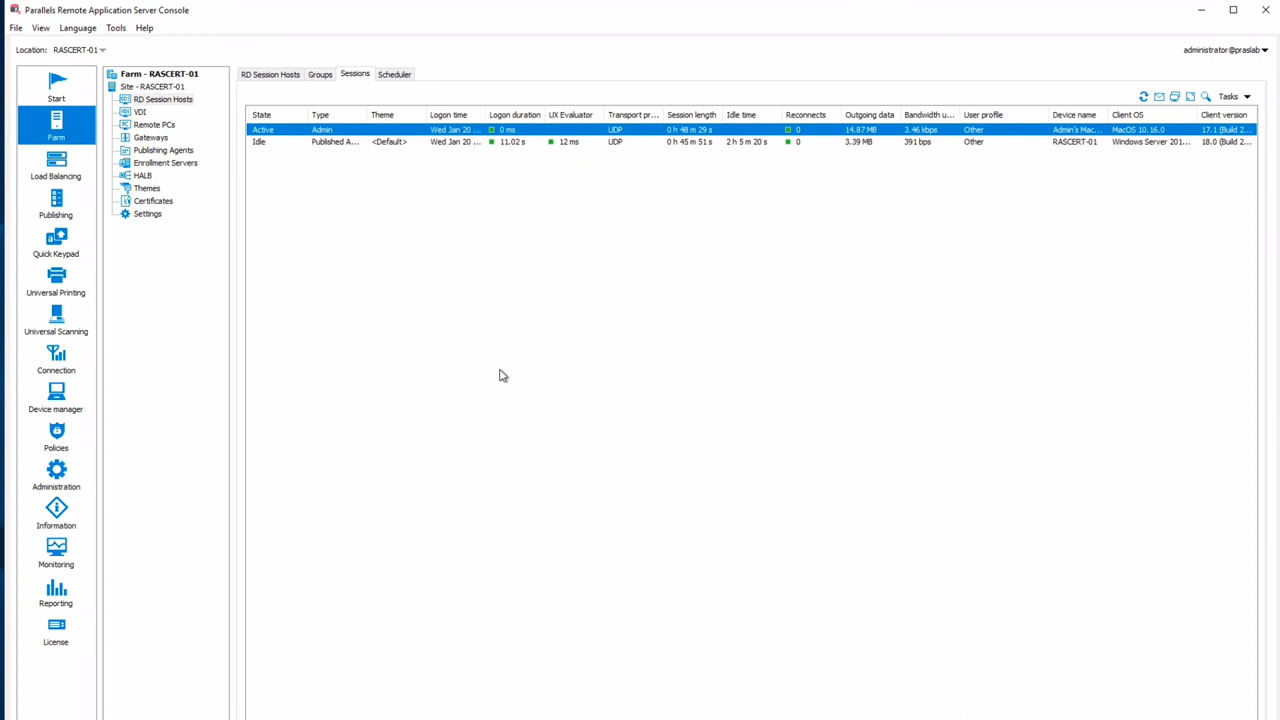 Parallels Remote Application Server Console
File View Language Tools Help
Location: RASCERT-01
administrator@praslab
Start
Farm
Load Balancing
Publishing
Quick Keypad
Universal Printing
Universal Scanning
Connection
Device manager
Policies
Administration
Information
Monitoring
Reporting
License
Farm - RASCERT-01
Site - RASCERT-01
RD Session Hosts
VDI
Remote PCs
Gateways
Publishing Agents
Enrollment Servers
HALB
Themes
Certificates
Settings
RD Session Hosts Groups Sessions Scheduler
Tasks
State Type Theme Logon time Logon duration UX Evaluator Transport pr... Session length Idle time Reconnects Outgoing data Bandwidth u... User profile Device name Client OS Client version
Active Admin Wed Jan 20 ... 0 ms UDP 0 h 48 m 29 s 0 14.87 MB 3.46 kbps Other Admin's Mac... MacOS 10.16.0 17.1 (Build 2...
Idle Published A... <Default> Wed Jan 20 ... 11.02 s 12 ms UDP 0 h 45 m 51 s 2 h 5 m 20 s 0 3.39 MB 391 bps Other RASCERT-01 Windows Server 201... 18.0 (Build 2...